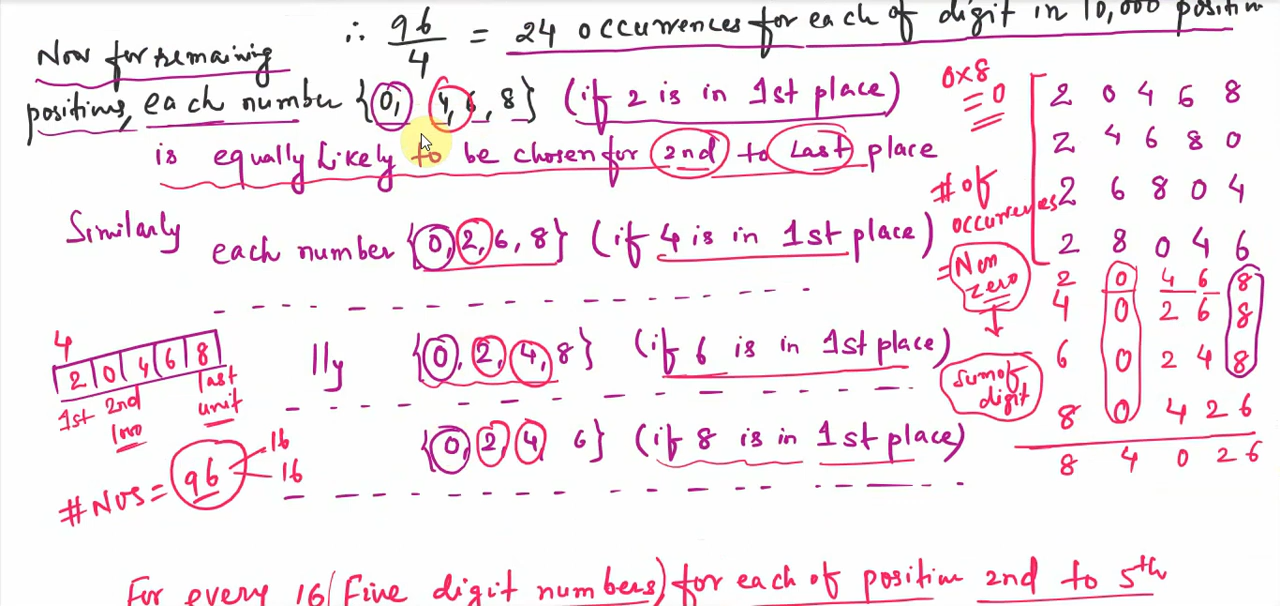 ∴ 96/4 = 24 occurrences for each of digit in 10,000 position
Now for remaining
positions, each number {0, 4, 6, 8} (if 2 is in 1st place)
is equally likely to be chosen for 2nd to Last place
Similarly each number {0, 2, 6, 8} (if 4 is in 1st place)
lly {0, 2, 4, 8} (if 6 is in 1st place)
{0, 2, 4 6} (if 8 is in 1st place)
4
2 0 4 6 8
1st 2nd last
unit
#NOS = 96 16
16
0x8
= 0
# of
occurrences
= Non
zero
Sum of
digit
2 0 4 6 8
2 4 6 8 0
2 6 8 0 4
2 8 0 4 6
2 0 4 6 8
4 0 2 6 8
6 0 2 4 8
8 0 4 2 6
8 4 0 2 6
For every 16 (Five digit numbers) for each of position 2nd to 5th